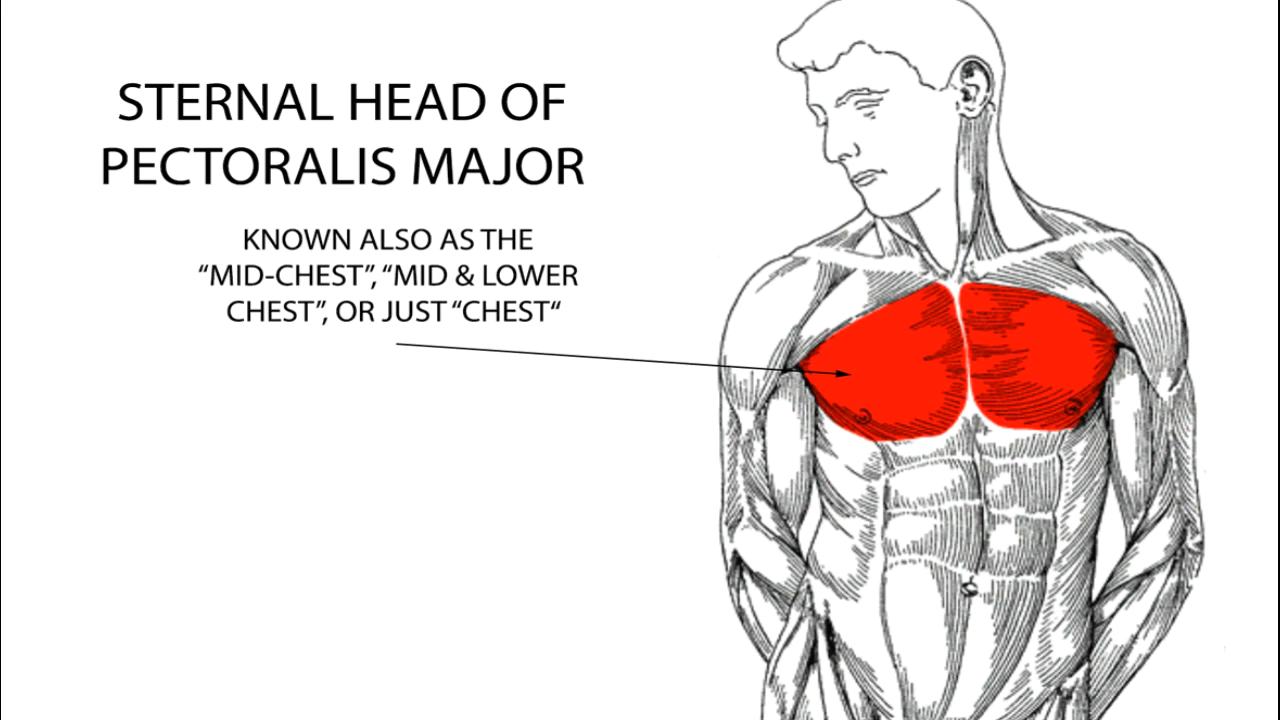 STERNAL HEAD OF
PECTORALIS MAJOR
KNOWN ALSO AS THE
“MID-CHEST”, “MID & LOWER
CHEST”, OR JUST “CHEST“